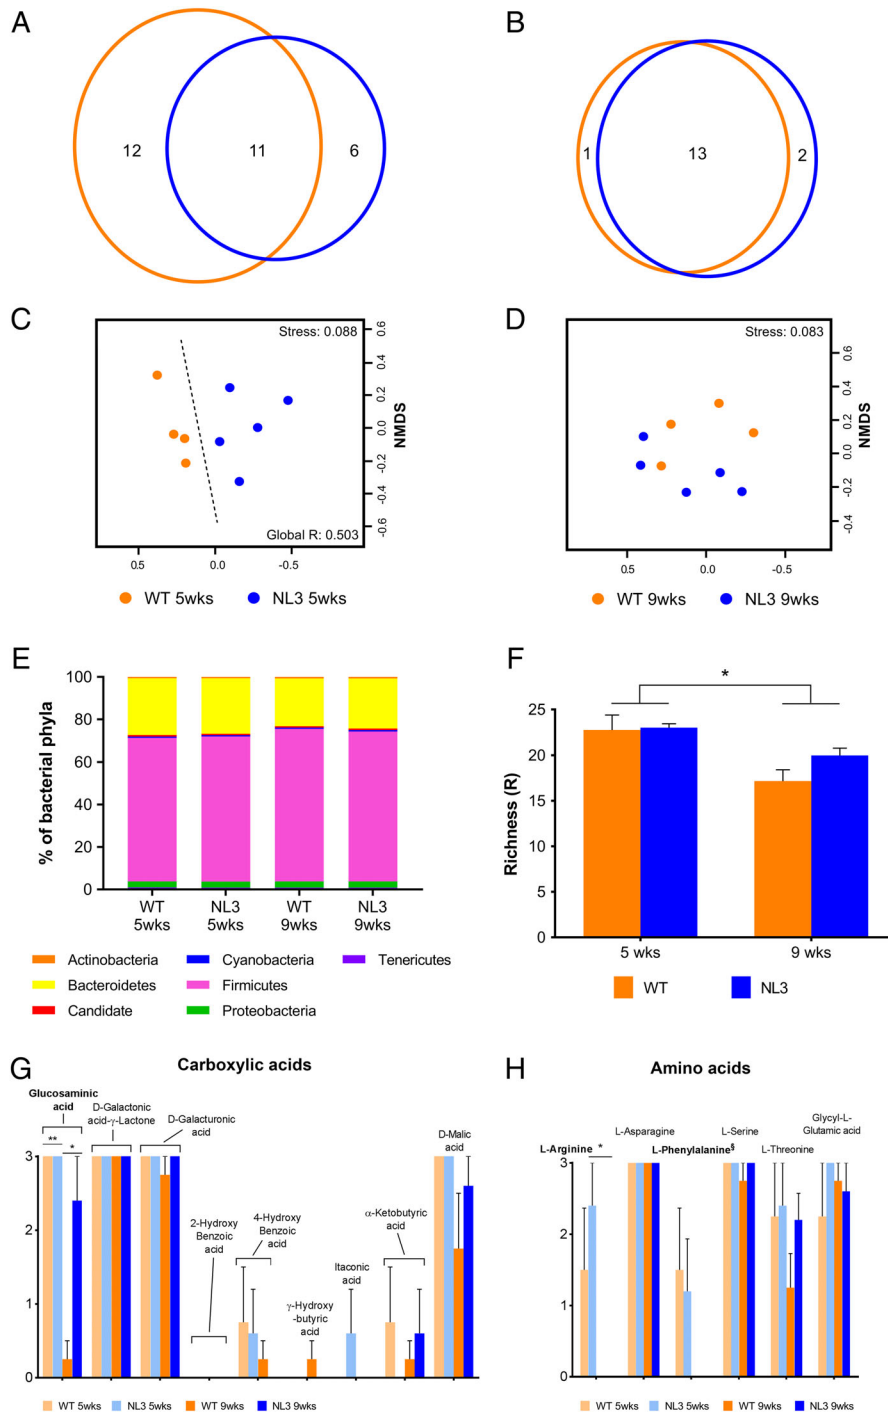 A
B
12
11
6
1
13
2
C
D
Stress: 0.088
0.6
0.4
0.2
0.0
-0.2
-0.4
-0.6
NMDS
Global R: 0.503
0.5
0.0
-0.5
WT 5wks
NL3 5wks
Stress: 0.083
0.6
0.4
0.2
0.0
-0.2
-0.4
NMDS
0.5
0.0
-0.5
WT 9wks
NL3 9wks
E
% of bacterial phyla
100
80
60
40
20
0
WT
5wks
NL3
5wks
WT
9wks
NL3
9wks
Actinobacteria
Cyanobacteria
Tenericutes
Bacteroidetes
Firmicutes
Candidate
Proteobacteria
F
*
Richness (R)
25
20
15
10
5
0
5 wks
9 wks
WT
NL3
G
Carboxylic acids
Glucosaminic
acid
D-Galactonic
acid-γ-Lactone
D-Galacturonic
acid
**
*
2-Hydroxy
Benzoic
acid
4-Hydroxy
Benzoic
acid
γ-Hydroxy
-butyric
acid
Itaconic
acid
α-Ketobutyric
acid
D-Malic
acid
3
2
1
0
WT 5wks
NL3 5wks
WT 9wks
NL3 9wks
H
Amino acids
L-Arginine
*
L-Asparagine
L-Phenylalanine§
L-Serine
L-Threonine
Glycyl-L-
Glutamic acid
3
2
1
0
WT 5wks
NL3 5wks
WT 9wks
NL3 9wks